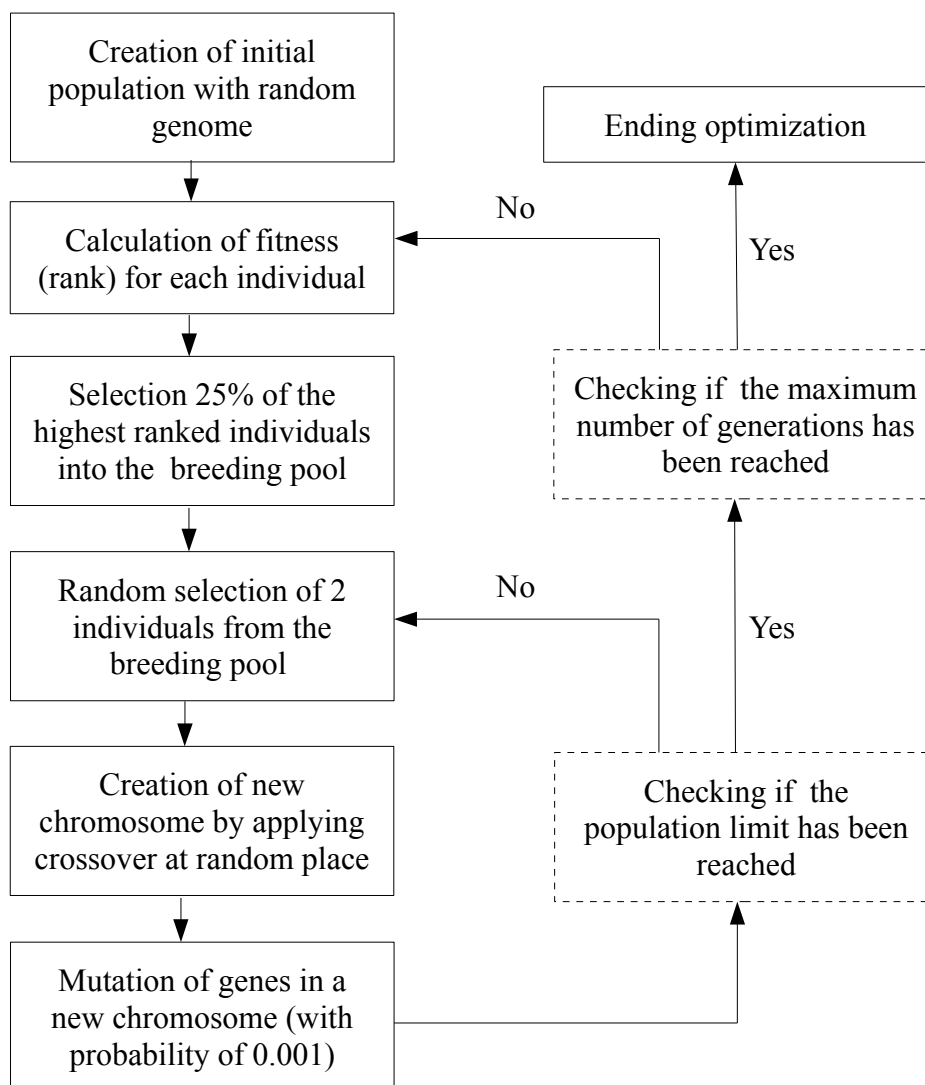 Creation of initial
population with random
genome
Ending optimization
No
Calculation of fitness
(rank) for each individual
Yes
Selection 25% of the
highest ranked individuals
into the  breeding pool
Checking if  the maximum
number of generations has
been reached
Random selection of 2
individuals from the
breeding pool
No
Yes
Creation of new
chromosome by applying
crossover at random place
Checking if  the
population limit has been
reached
Mutation of genes in a
new chromosome (with
probability of 0.001)